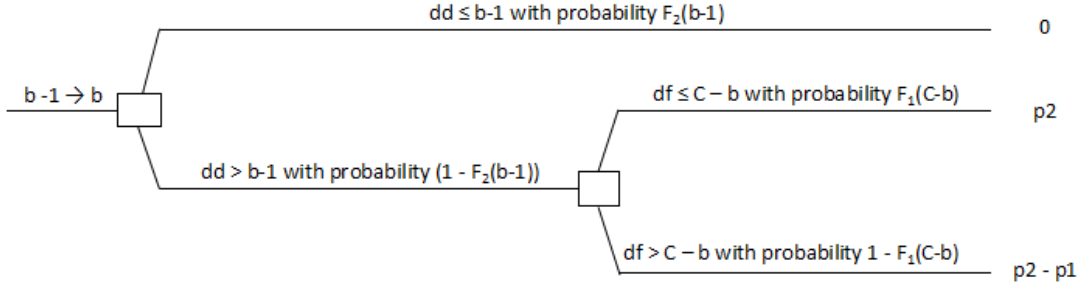 dd ≤ b-1 with probability F₂(b-1)
0
b -1 → b
df ≤ C – b with probability F₁(C-b)
p2
dd > b-1 with probability (1 - F₂(b-1))
df > C – b with probability 1 - F₁(C-b)
p2 - p1